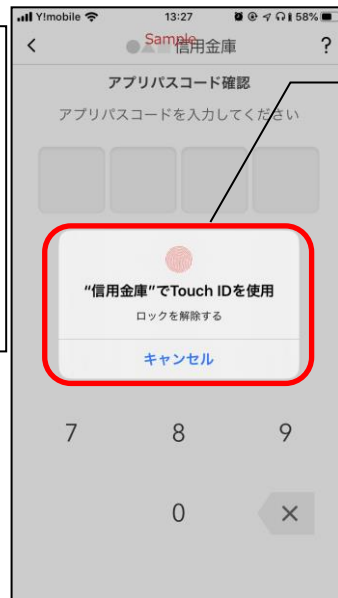 Y!mobile 13:27 58%
< ●▲■信用金庫 ?
Sample
アプリパスコード確認
アプリパスコードを入力してください
“信用金庫”でTouch IDを使用
ロックを解除する
キャンセル
7 8 9
0 ×